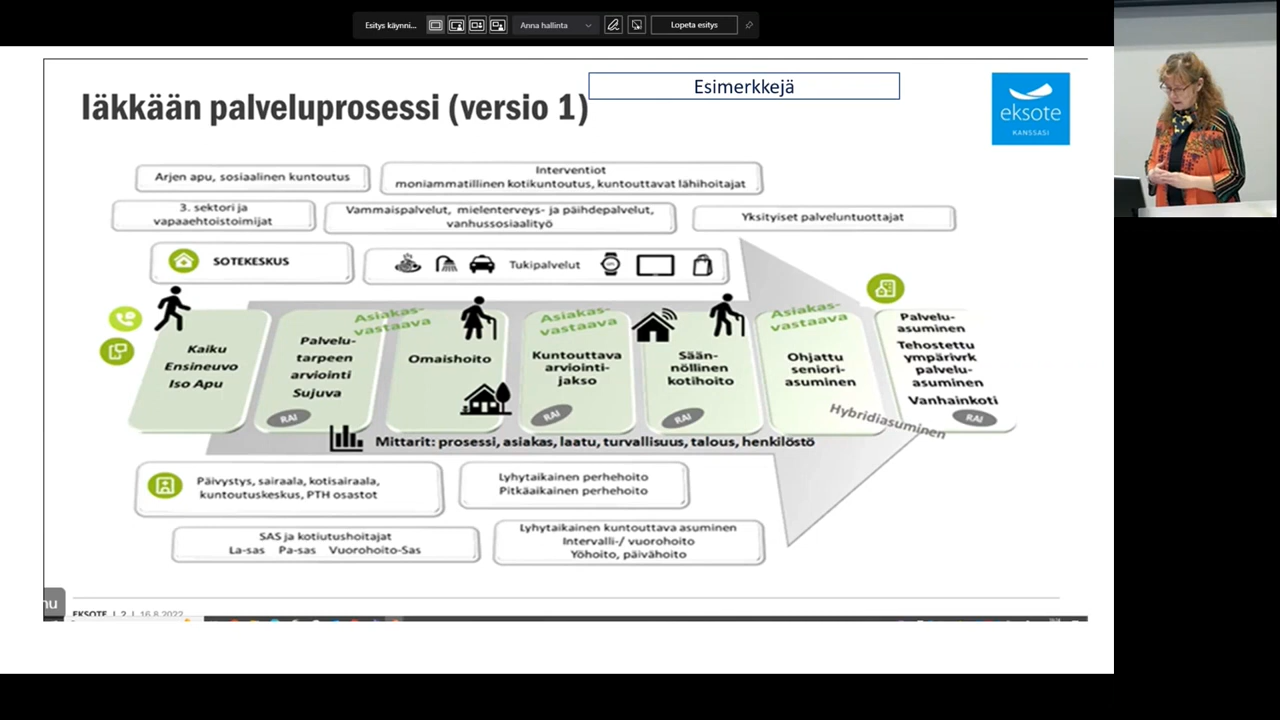 Esitys käynni...
Anna hallinta
Lopeta esitys
Iäkkään palveluprosessi (versio 1)
Esimerkkejä
eksote
KANSSASI
Arjen apu, sosiaalinen kuntoutus
Interventiot
moniammatillinen kotikuntoutus, kuntouttavat lähihoitajat
3. sektori ja
vapaaehtoistoimijat
Vammaispalvelut, mielenterveys- ja päihdepalvelut,
vanhussosiaalityö
Yksityiset palveluntuottajat
SOTEKESKUS
Tukipalvelut
Kaiku
Ensineuvo
Iso Apu
Asiakas-
vastaava
Palvelu-
tarpeen
arviointi
Sujuva
RAI
Omaishoito
Asiakas-
vastaava
Kuntouttava
arviointi-
jakso
RAI
Sään-
nöllinen
kotihoito
RAI
Asiakas-
vastaava
Ohjattu
seniori-
asuminen
Hybridiasuminen
Palvelu-
asuminen
Tehostettu
ympärivrk
palvelu-
asuminen
Vanhainkoti
RAI
Mittarit: prosessi, asiakas, laatu, turvallisuus, talous, henkilöstö
Päivystys, sairaala, kotisairaala,
kuntoutuskeskus, PTH osastot
Lyhytaikainen perhehoito
Pitkäaikainen perhehoito
SAS ja kotiutushoitajat
La-sas Pa-sas Vuorohoito-Sas
Lyhytaikainen kuntouttava asuminen
Intervalli-/ vuorohoito
Yöhoito, päivähoito
nu
EKSOTE | 2 | 16.8.2022